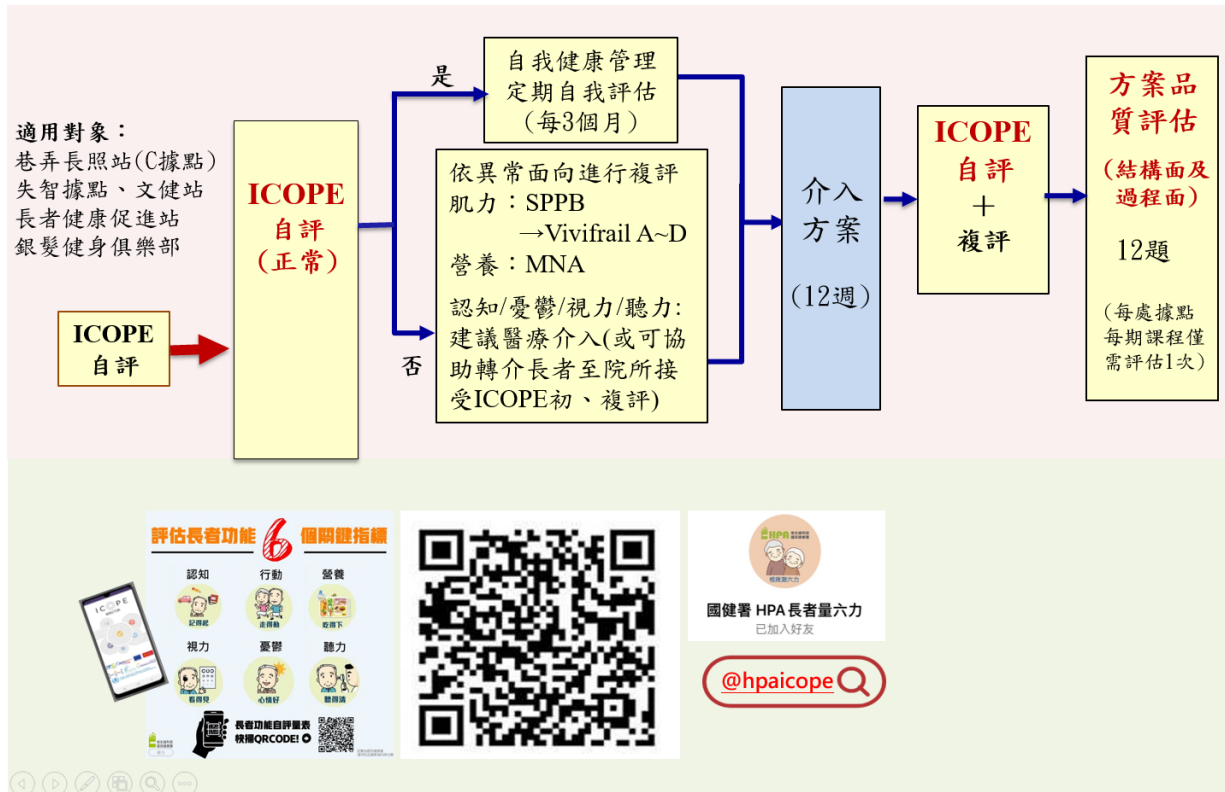 適用對象：
巷弄長照站(C據點)
失智據點、文健站
長者健康促進站
銀髮健身俱樂部
ICOPE
自評
ICOPE
自評
(正常)
是
自我健康管理
定期自我評估
(每3個月)
否
依異常面向進行複評
肌力：SPPB
→Vivifrail A~D
營養：MNA
認知/憂鬱/視力/聽力:
建議醫療介入(或可協
助轉介長者至院所接
受ICOPE初、複評)
介入
方案
(12週)
ICOPE
自評
＋
複評
方案品
質評估
(結構面及
過程面)
12題
(每處據點
每期課程僅
需評估1次)
ICOPE
評估長者功能6個關鍵指標
認知 行動 營養
記得起 走得動 吃得下
視力 憂鬱 聽力
看得見 心情好 聽得清
長者功能自評量表
快掃QRCODE!
HPA
國健署 HPA 長者量六力
已加入好友
@hpaicope